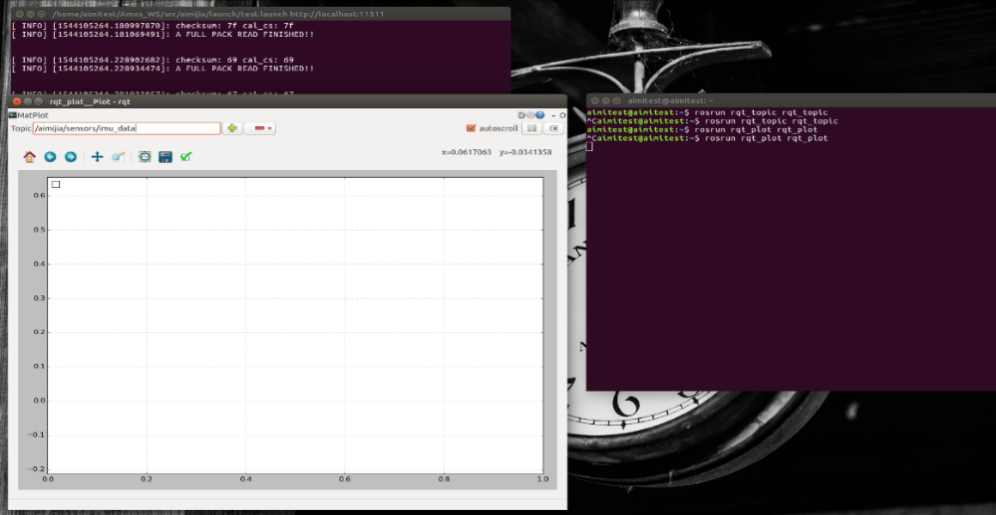 /home/aimitest/Amos_WS/src/aimijia/launch/test.launch http://localhost:11311
[ INFO] [1544105264.180997870]: checksum: 7f cal_cs: 7f
[ INFO] [1544105264.181069491]: A FULL PACK READ FINISHED!!
[ INFO] [1544105264.228902682]: checksum: 69 cal_cs: 69
[ INFO] [1544105264.228934474]: A FULL PACK READ FINISHED!!
rqt_plot__Plot - rqt
MatPlot
Topic /aimijia/sensors/imu_data
autoscroll
x=0.0617063 y=-0.0341358
0.6
0.5
0.4
0.3
0.2
0.1
0.0
−0.1
−0.2
0.0 0.2 0.4 0.6 0.8 1.0
aimitest@aimitest: ~
aimitest@aimitest:~$ rosrun rqt_topic rqt_topic
^Caimitest@aimitest:~$ rosrun rqt_topic rqt_topic
aimitest@aimitest:~$ rosrun rqt_plot rqt_plot
^Caimitest@aimitest:~$ rosrun rqt_plot rqt_plot
6